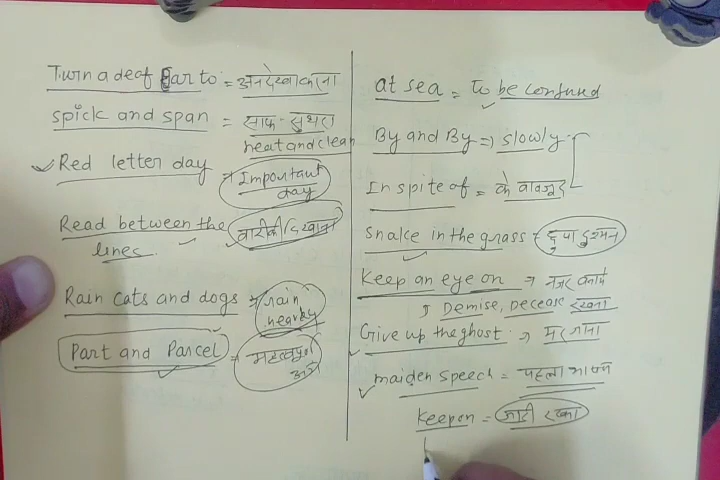 Turn a deaf Ear to = अनदेखा करना
spick and span = साफ-सुथरा
neat and clean
Red letter day = Important day
Read between the lines. बारीकी
Rain cats and dogs = rain heavily
Part and Parcel = महत्वपूर्ण अंग
at sea = to be confused
By and By => slowly
In spite of = के बावजूद
snake in the grass = छुपा दुश्मन
Keep an eye on => नजर बनाये रखना
Demise, Decease
Give up the ghost. => मर जाना
maiden speech = पहला भाषण
Keep on = जारी रखना